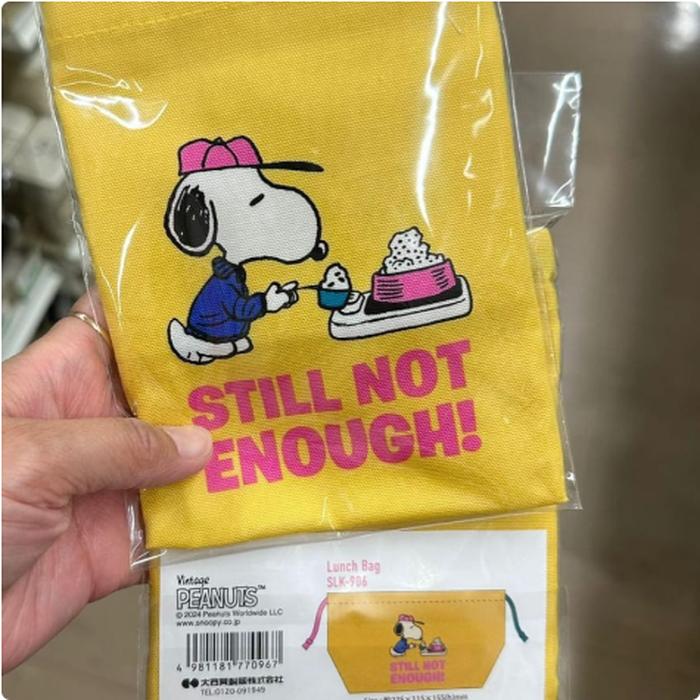 STILL NOT
ENOUGH!
Lunch Bag
SLK-906
Vintage
PEANUTS™
© 2024 Peanuts Worldwide LLC
www.snoopy.co.jp
STILL NOT
ENOUGH!
4 981181 770967
大西賢製販株式会社
TEL.0120-091949